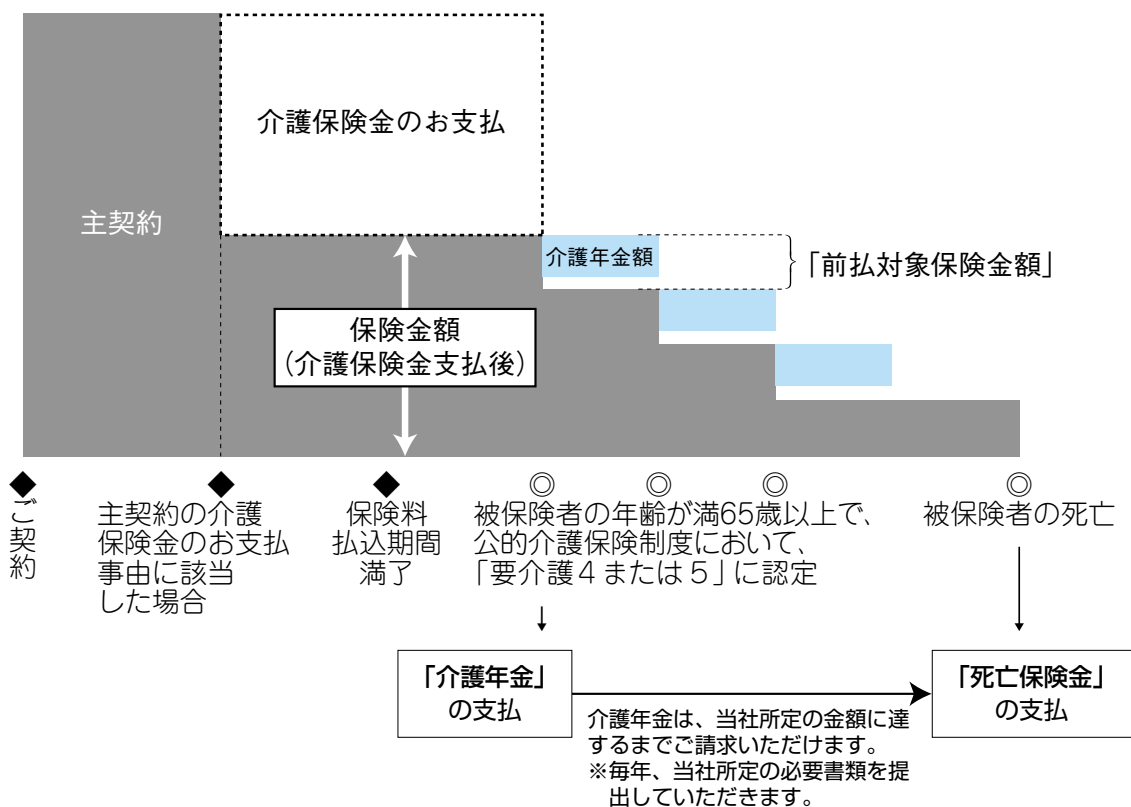 介護保険金のお支払
主契約
介護年金額
「前払対象保険金額」
保険金額
（介護保険金支払後）
ご契約
主契約の介護
保険金のお支払
事由に該当
した場合
保険料
払込期間
満了
被保険者の年齢が満65歳以上で、
公的介護保険制度において、
「要介護４または５」に認定
被保険者の死亡
「介護年金」
の支払
介護年金は、当社所定の金額に達
するまでご請求いただけます。
※毎年、当社所定の必要書類を提
出していただきます。
「死亡保険金」
の支払